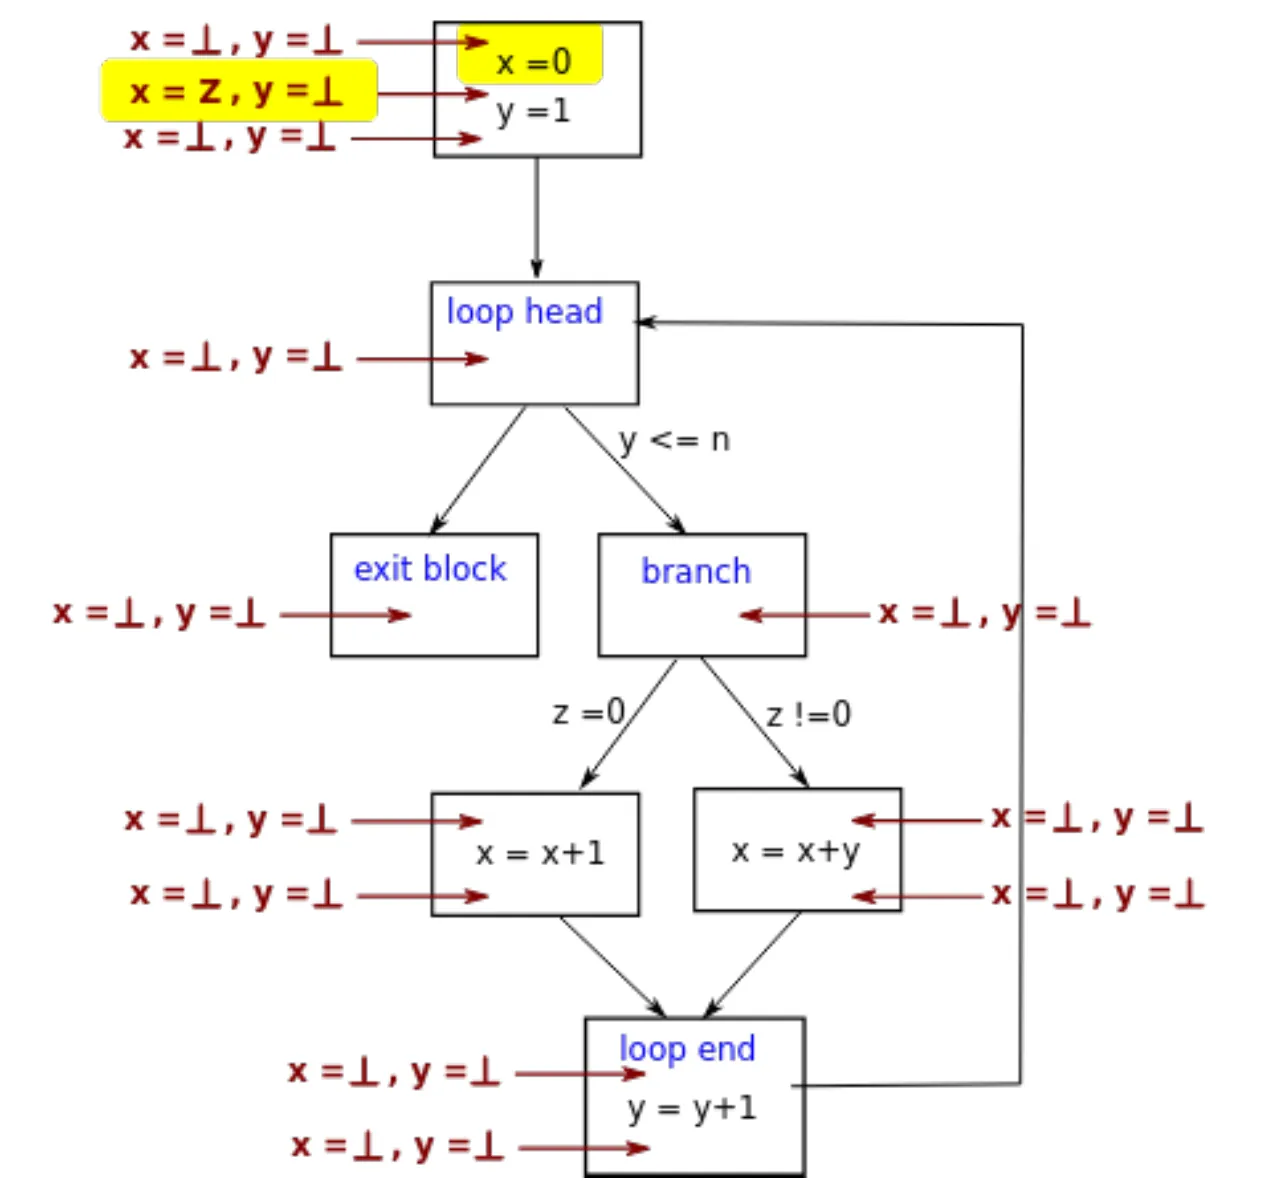 x =⊥, y =⊥
x =0
x = Z, y =⊥
y =1
x =⊥, y =⊥
loop head
x =⊥, y =⊥
y <= n
exit block
branch
x =⊥, y =⊥
x =⊥, y =⊥
z =0
z !=0
x =⊥, y =⊥
x =⊥, y =⊥
x = x+1
x = x+y
x =⊥, y =⊥
x =⊥, y =⊥
loop end
x =⊥, y =⊥
y = y+1
x =⊥, y =⊥